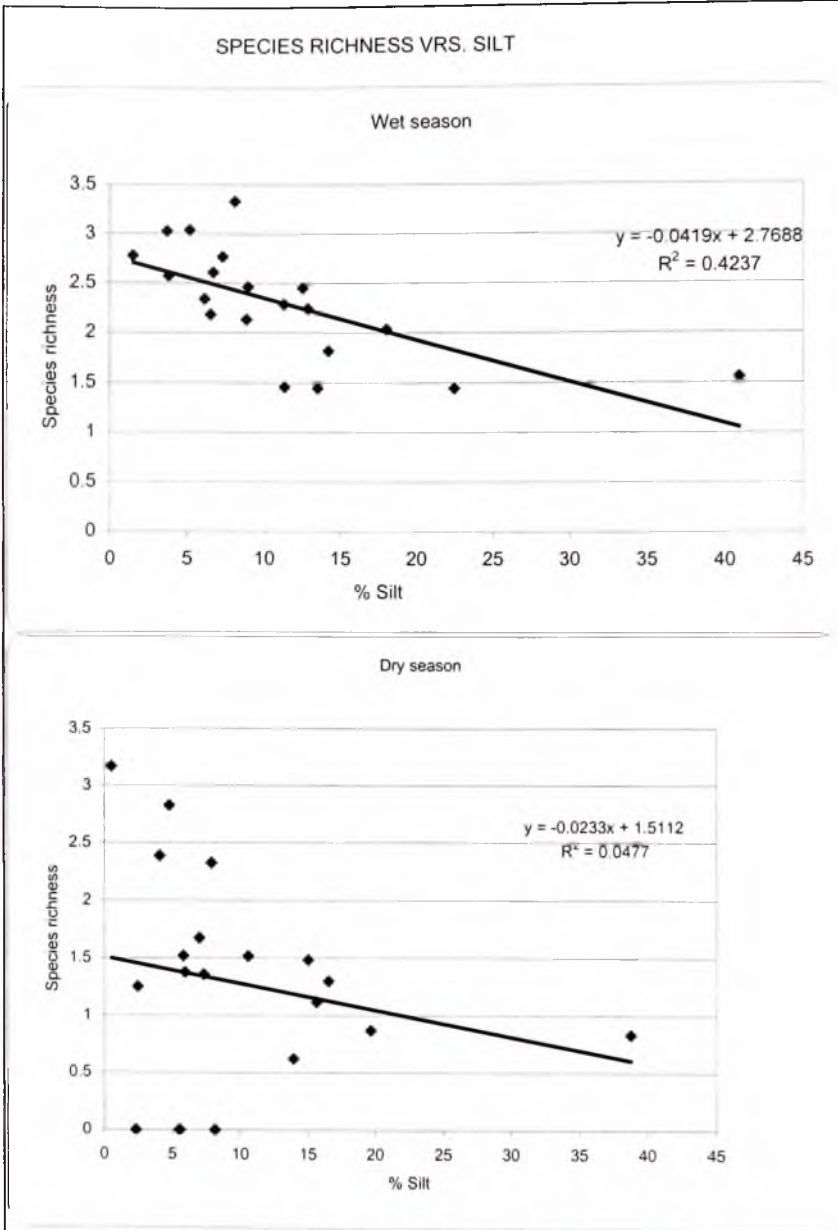 SPECIES RICHNESS VRS. SILT
Wet season
3.5
3
2.5
2
1.5
1
0.5
0
Species richness
y = -0.0419x + 2.7688
R² = 0.4237
0 5 10 15 20 25 30 35 40 45
% Silt
Dry season
3.5
3
2.5
2
1.5
1
0.5
0
Species richness
y = -0.0233x + 1.5112
R² = 0.0477
0 5 10 15 20 25 30 35 40 45
% Silt